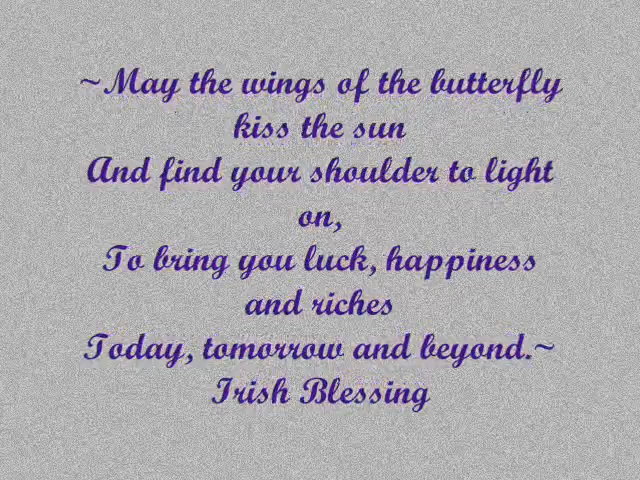 ~May the wings of the butterfly
kiss the sun
And find your shoulder to light
on,
To bring you luck, happiness
and riches
Today, tomorrow and beyond.~
Irish Blessing